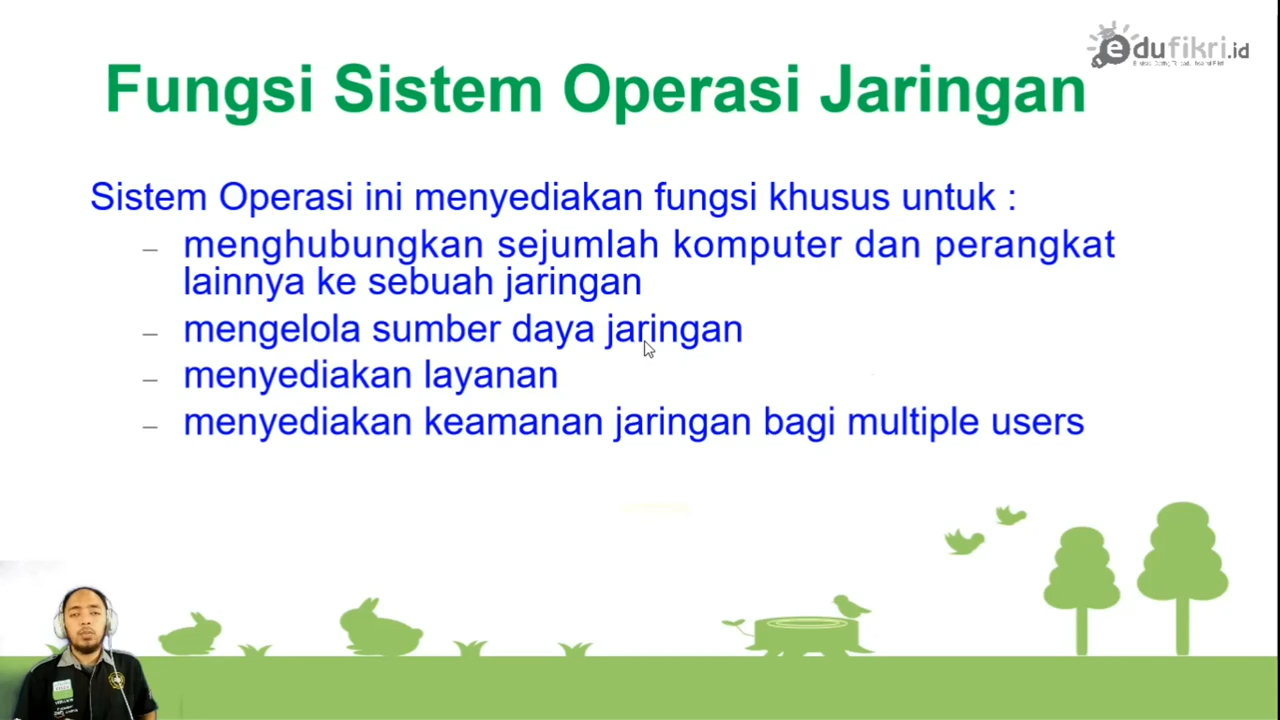 edufikri.id
Fungsi Sistem Operasi Jaringan
Sistem Operasi ini menyediakan fungsi khusus untuk :
– menghubungkan sejumlah komputer dan perangkat
lainnya ke sebuah jaringan
– mengelola sumber daya jaringan
– menyediakan layanan
– menyediakan keamanan jaringan bagi multiple users